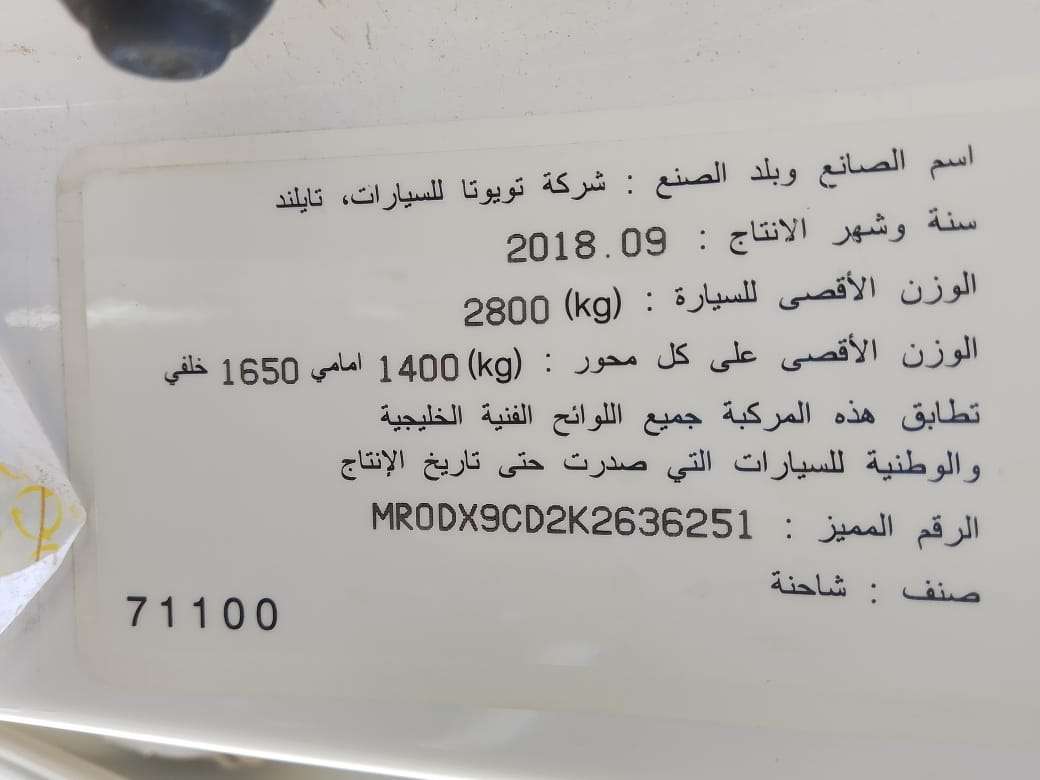 اسم الصانع وبلد الصنع : شركة تويوتا للسيارات، تايلند
سنة وشهر الانتاج : 2018.09
الوزن الأقصى للسيارة : (kg) 2800
الوزن الأقصى على كل محور : (kg) 1400 امامي 1650 خلفي
تطابق هذه المركبة جميع اللوائح الفنية الخليجية
والوطنية للسيارات التي صدرت حتى تاريخ الإنتاج
الرقم المميز : MR0DX9CD2K2636251
صنف : شاحنة
71100